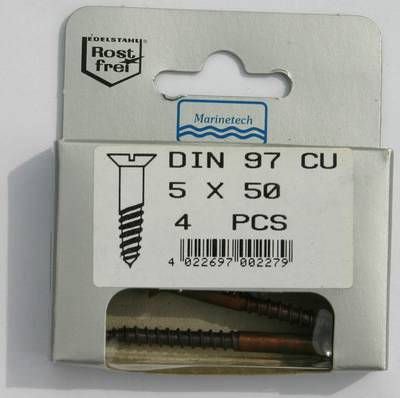 EDELSTAHL
Rost
frei
Marinetech
DIN 97 CU
5 X 50
4 PCS
4 022697 002279